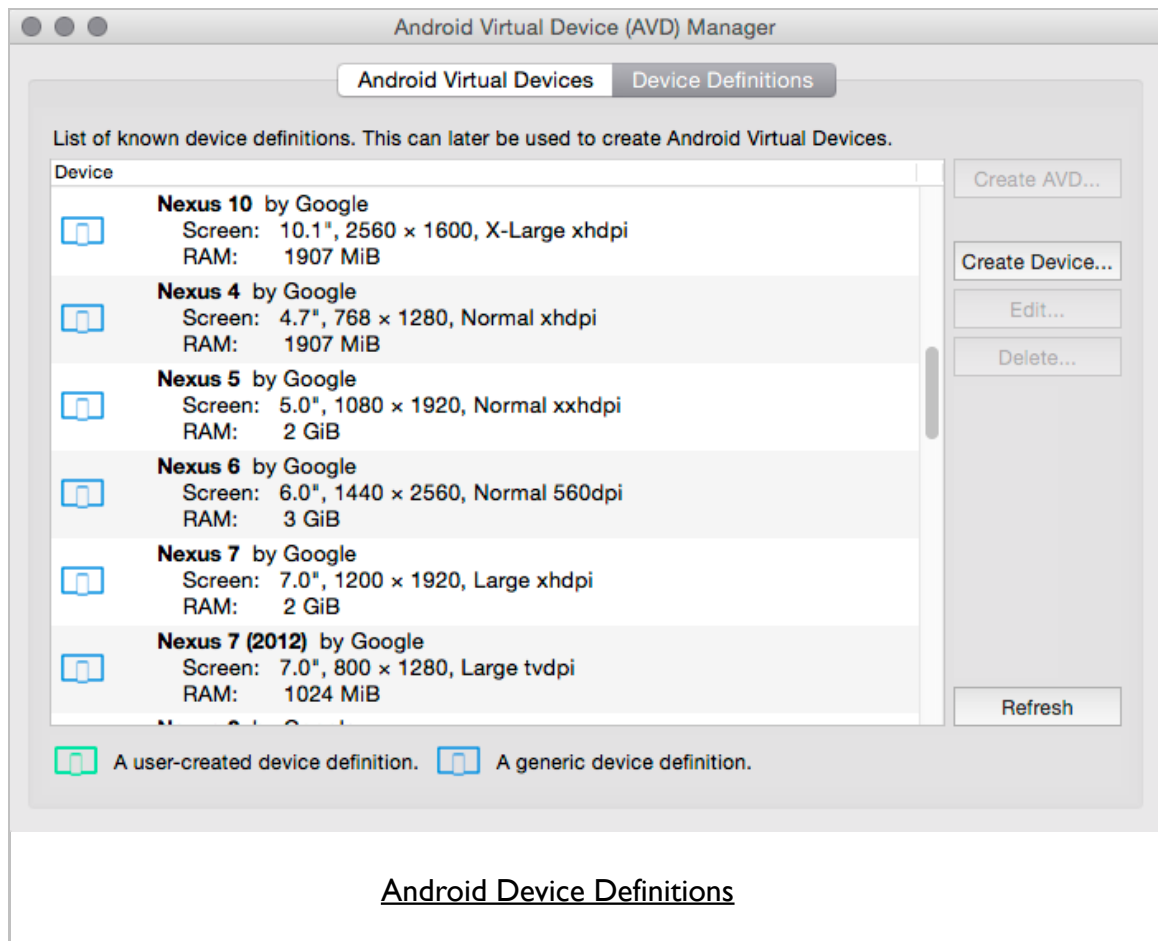 Android Virtual Device (AVD) Manager
Android Virtual Devices Device Definitions
List of known device definitions. This can later be used to create Android Virtual Devices.
Device
Create AVD...
Nexus 10 by Google
Screen: 10.1", 2560 × 1600, X-Large xhdpi
RAM: 1907 MiB
Create Device...
Nexus 4 by Google
Screen: 4.7", 768 × 1280, Normal xhdpi
RAM: 1907 MiB
Edit...
Delete...
Nexus 5 by Google
Screen: 5.0", 1080 × 1920, Normal xxhdpi
RAM: 2 GiB
Nexus 6 by Google
Screen: 6.0", 1440 × 2560, Normal 560dpi
RAM: 3 GiB
Nexus 7 by Google
Screen: 7.0", 1200 × 1920, Large xhdpi
RAM: 2 GiB
Nexus 7 (2012) by Google
Screen: 7.0", 800 × 1280, Large tvdpi
RAM: 1024 MiB
Refresh
A user-created device definition. A generic device definition.
Android Device Definitions